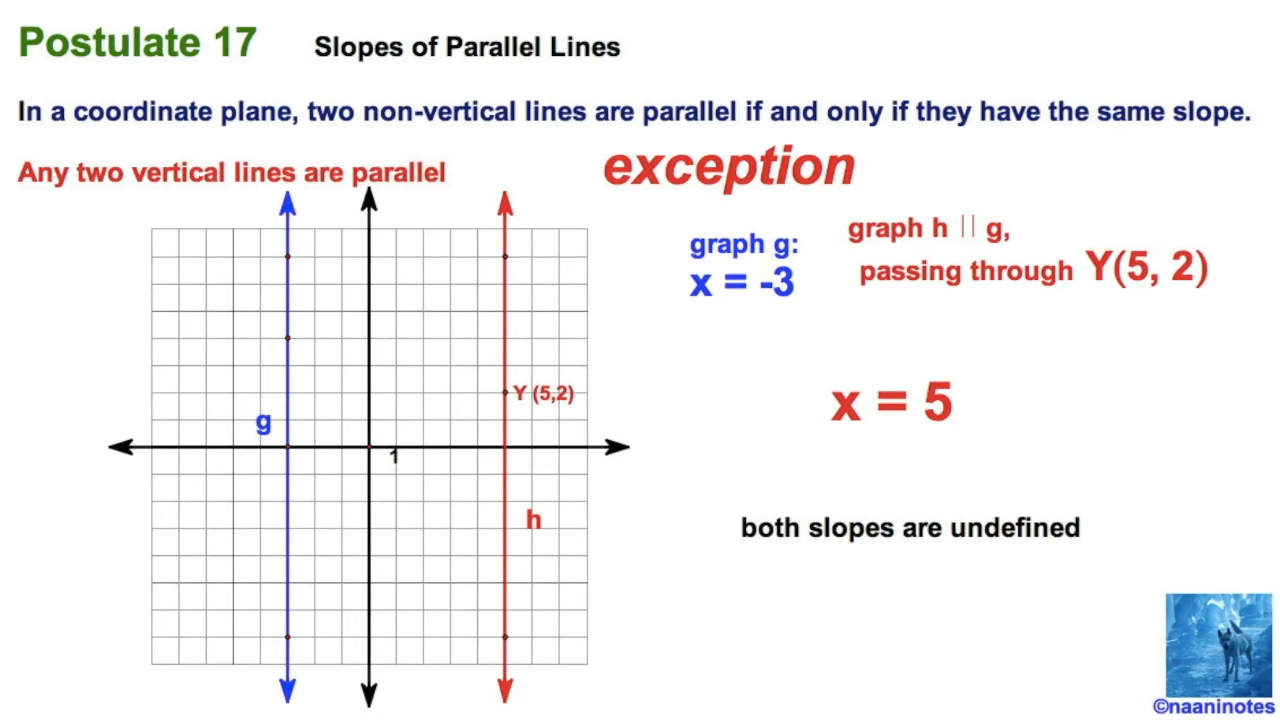 Postulate 17 Slopes of Parallel Lines
In a coordinate plane, two non-vertical lines are parallel if and only if they have the same slope.
Any two vertical lines are parallel
exception
graph g:
x = -3
graph h || g,
passing through Y(5, 2)
Y (5,2)
x = 5
g
1
h
both slopes are undefined
©naaninotes